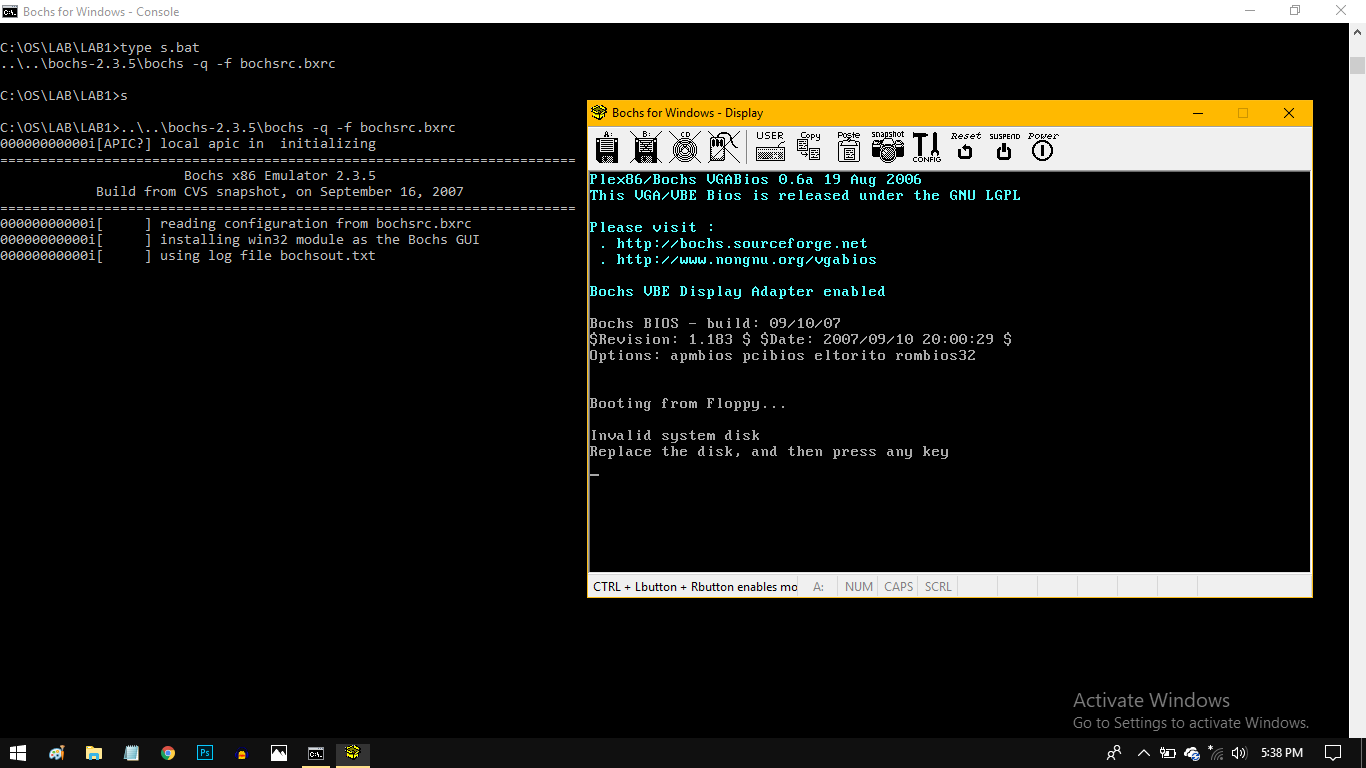 Bochs for Windows - Console
C:\OS\LAB\LAB1>type s.bat
..\..\bochs-2.3.5\bochs -q -f bochsrc.bxrc
C:\OS\LAB\LAB1>s
C:\OS\LAB\LAB1>..\..\bochs-2.3.5\bochs -q -f bochsrc.bxrc
00000000000i[APIC?] local apic in  initializing
========================================================================
Bochs x86 Emulator 2.3.5
Build from CVS snapshot, on September 16, 2007
========================================================================
00000000000i[     ] reading configuration from bochsrc.bxrc
00000000000i[     ] installing win32 module as the Bochs GUI
00000000000i[     ] using log file bochsout.txt
Bochs for Windows - Display
A: B: CD USER Copy Paste snapshot CONFIG Reset SUSPEND Power
Plex86/Bochs VGABios 0.6a 19 Aug 2006
This VGA/VBE Bios is released under the GNU LGPL
Please visit :
. http://bochs.sourceforge.net
. http://www.nongnu.org/vgabios
Bochs VBE Display Adapter enabled
Bochs BIOS - build: 09/10/07
$Revision: 1.183 $ $Date: 2007/09/10 20:00:29 $
Options: apmbios pcibios eltorito rombios32
Booting from Floppy...
Invalid system disk
Replace the disk, and then press any key
_
CTRL + Lbutton + Rbutton enables mo A: NUM CAPS SCRL
Activate Windows
Go to Settings to activate Windows.
Ps
5:38 PM